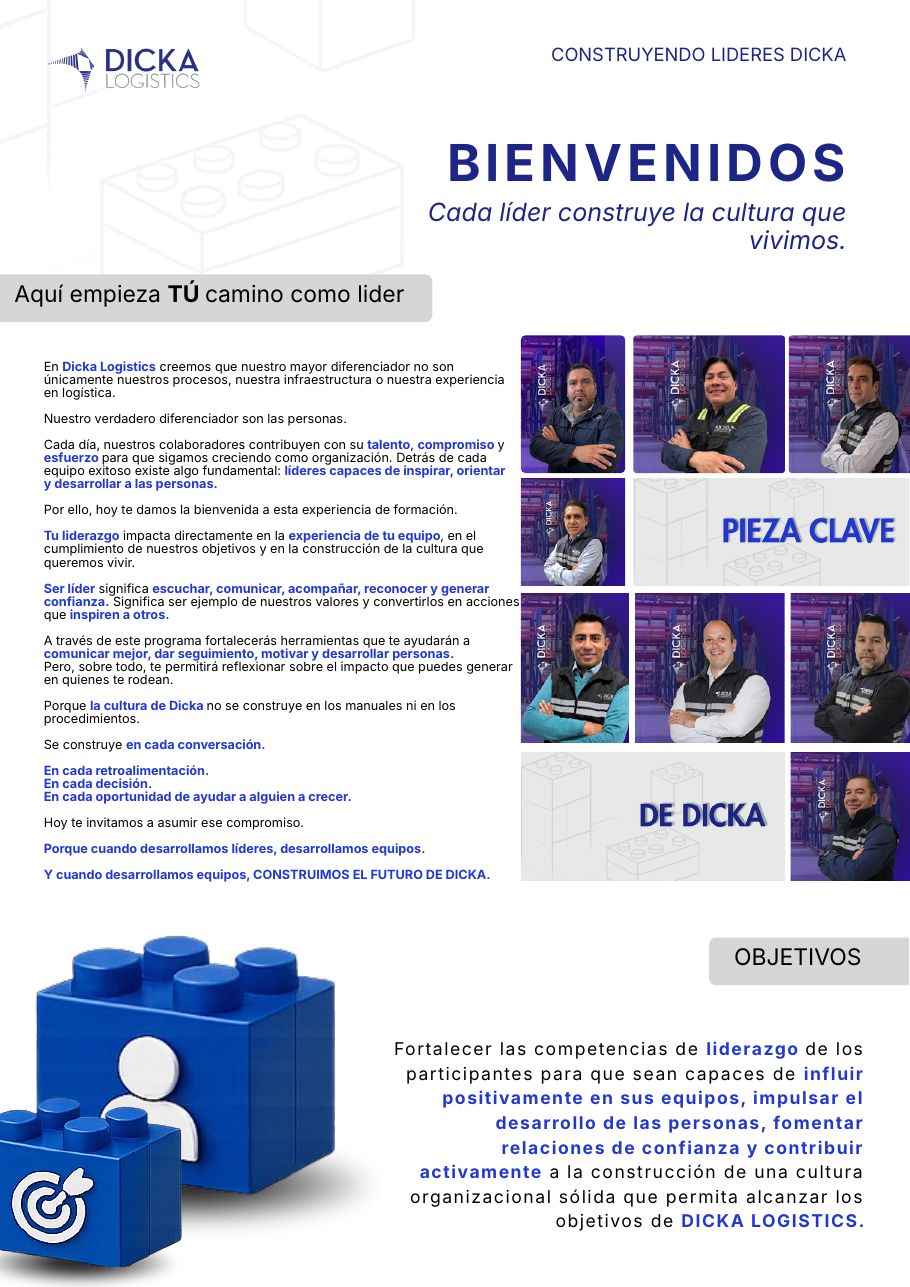 DICKA
LOGISTICS
CONSTRUYENDO LIDERES DICKA
BIENVENIDOS
Cada líder construye la cultura que
vivimos.
Aquí empieza TÚ camino como lider
En Dicka Logistics creemos que nuestro mayor diferenciador no son
únicamente nuestros procesos, nuestra infraestructura o nuestra experiencia
en logística.
Nuestro verdadero diferenciador son las personas.
Cada día, nuestros colaboradores contribuyen con su talento, compromiso y
esfuerzo para que sigamos creciendo como organización. Detrás de cada
equipo exitoso existe algo fundamental: líderes capaces de inspirar, orientar
y desarrollar a las personas.
Por ello, hoy te damos la bienvenida a esta experiencia de formación.
Tu liderazgo impacta directamente en la experiencia de tu equipo, en el
cumplimiento de nuestros objetivos y en la construcción de la cultura que
queremos vivir.
Ser líder significa escuchar, comunicar, acompañar, reconocer y generar
confianza. Significa ser ejemplo de nuestros valores y convertirlos en acciones
que inspiren a otros.
A través de este programa fortalecerás herramientas que te ayudarán a
comunicar mejor, dar seguimiento, motivar y desarrollar personas.
Pero, sobre todo, te permitirá reflexionar sobre el impacto que puedes generar
en quienes te rodean.
Porque la cultura de Dicka no se construye en los manuales ni en los
procedimientos.
Se construye en cada conversación.
En cada retroalimentación.
En cada decisión.
En cada oportunidad de ayudar a alguien a crecer.
Hoy te invitamos a asumir ese compromiso.
Porque cuando desarrollamos líderes, desarrollamos equipos.
Y cuando desarrollamos equipos, CONSTRUIMOS EL FUTURO DE DICKA.
DICKA
DICKA
DICKA
DICKA
PIEZA CLAVE
DICKA
DICKA
DICKA
DE DICKA
DICKA
OBJETIVOS
Fortalecer las competencias de liderazgo de los
participantes para que sean capaces de influir
positivamente en sus equipos, impulsar el
desarrollo de las personas, fomentar
relaciones de confianza y contribuir
activamente a la construcción de una cultura
organizacional sólida que permita alcanzar los
objetivos de DICKA LOGISTICS.